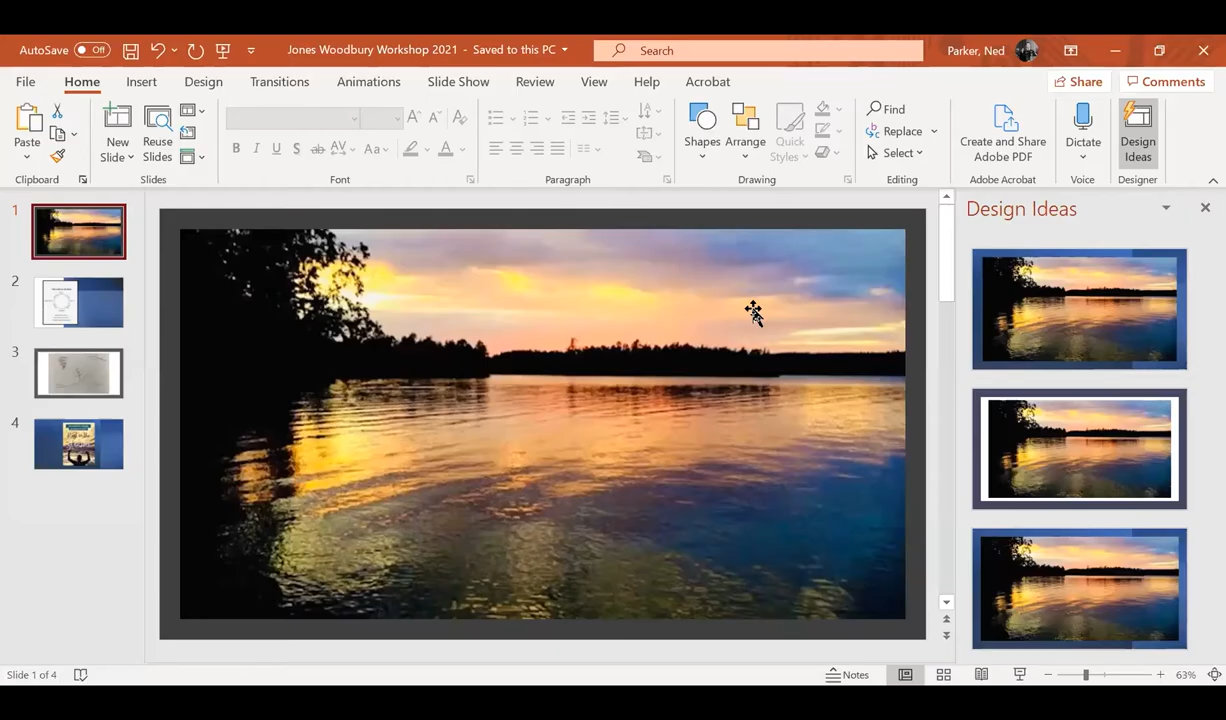 AutoSave Off Jones Woodbury Workshop 2021 - Saved to this PC Search Parker, Ned
File Home Insert Design Transitions Animations Slide Show Review View Help Acrobat Share Comments
Paste New Slide Reuse Slides Shapes Arrange Quick Styles Find Replace Select Create and Share Adobe PDF Dictate Design Ideas
Clipboard Slides Font Paragraph Drawing Editing Adobe Acrobat Voice Designer
Design Ideas
1
2
3
4
Slide 1 of 4 Notes 63%